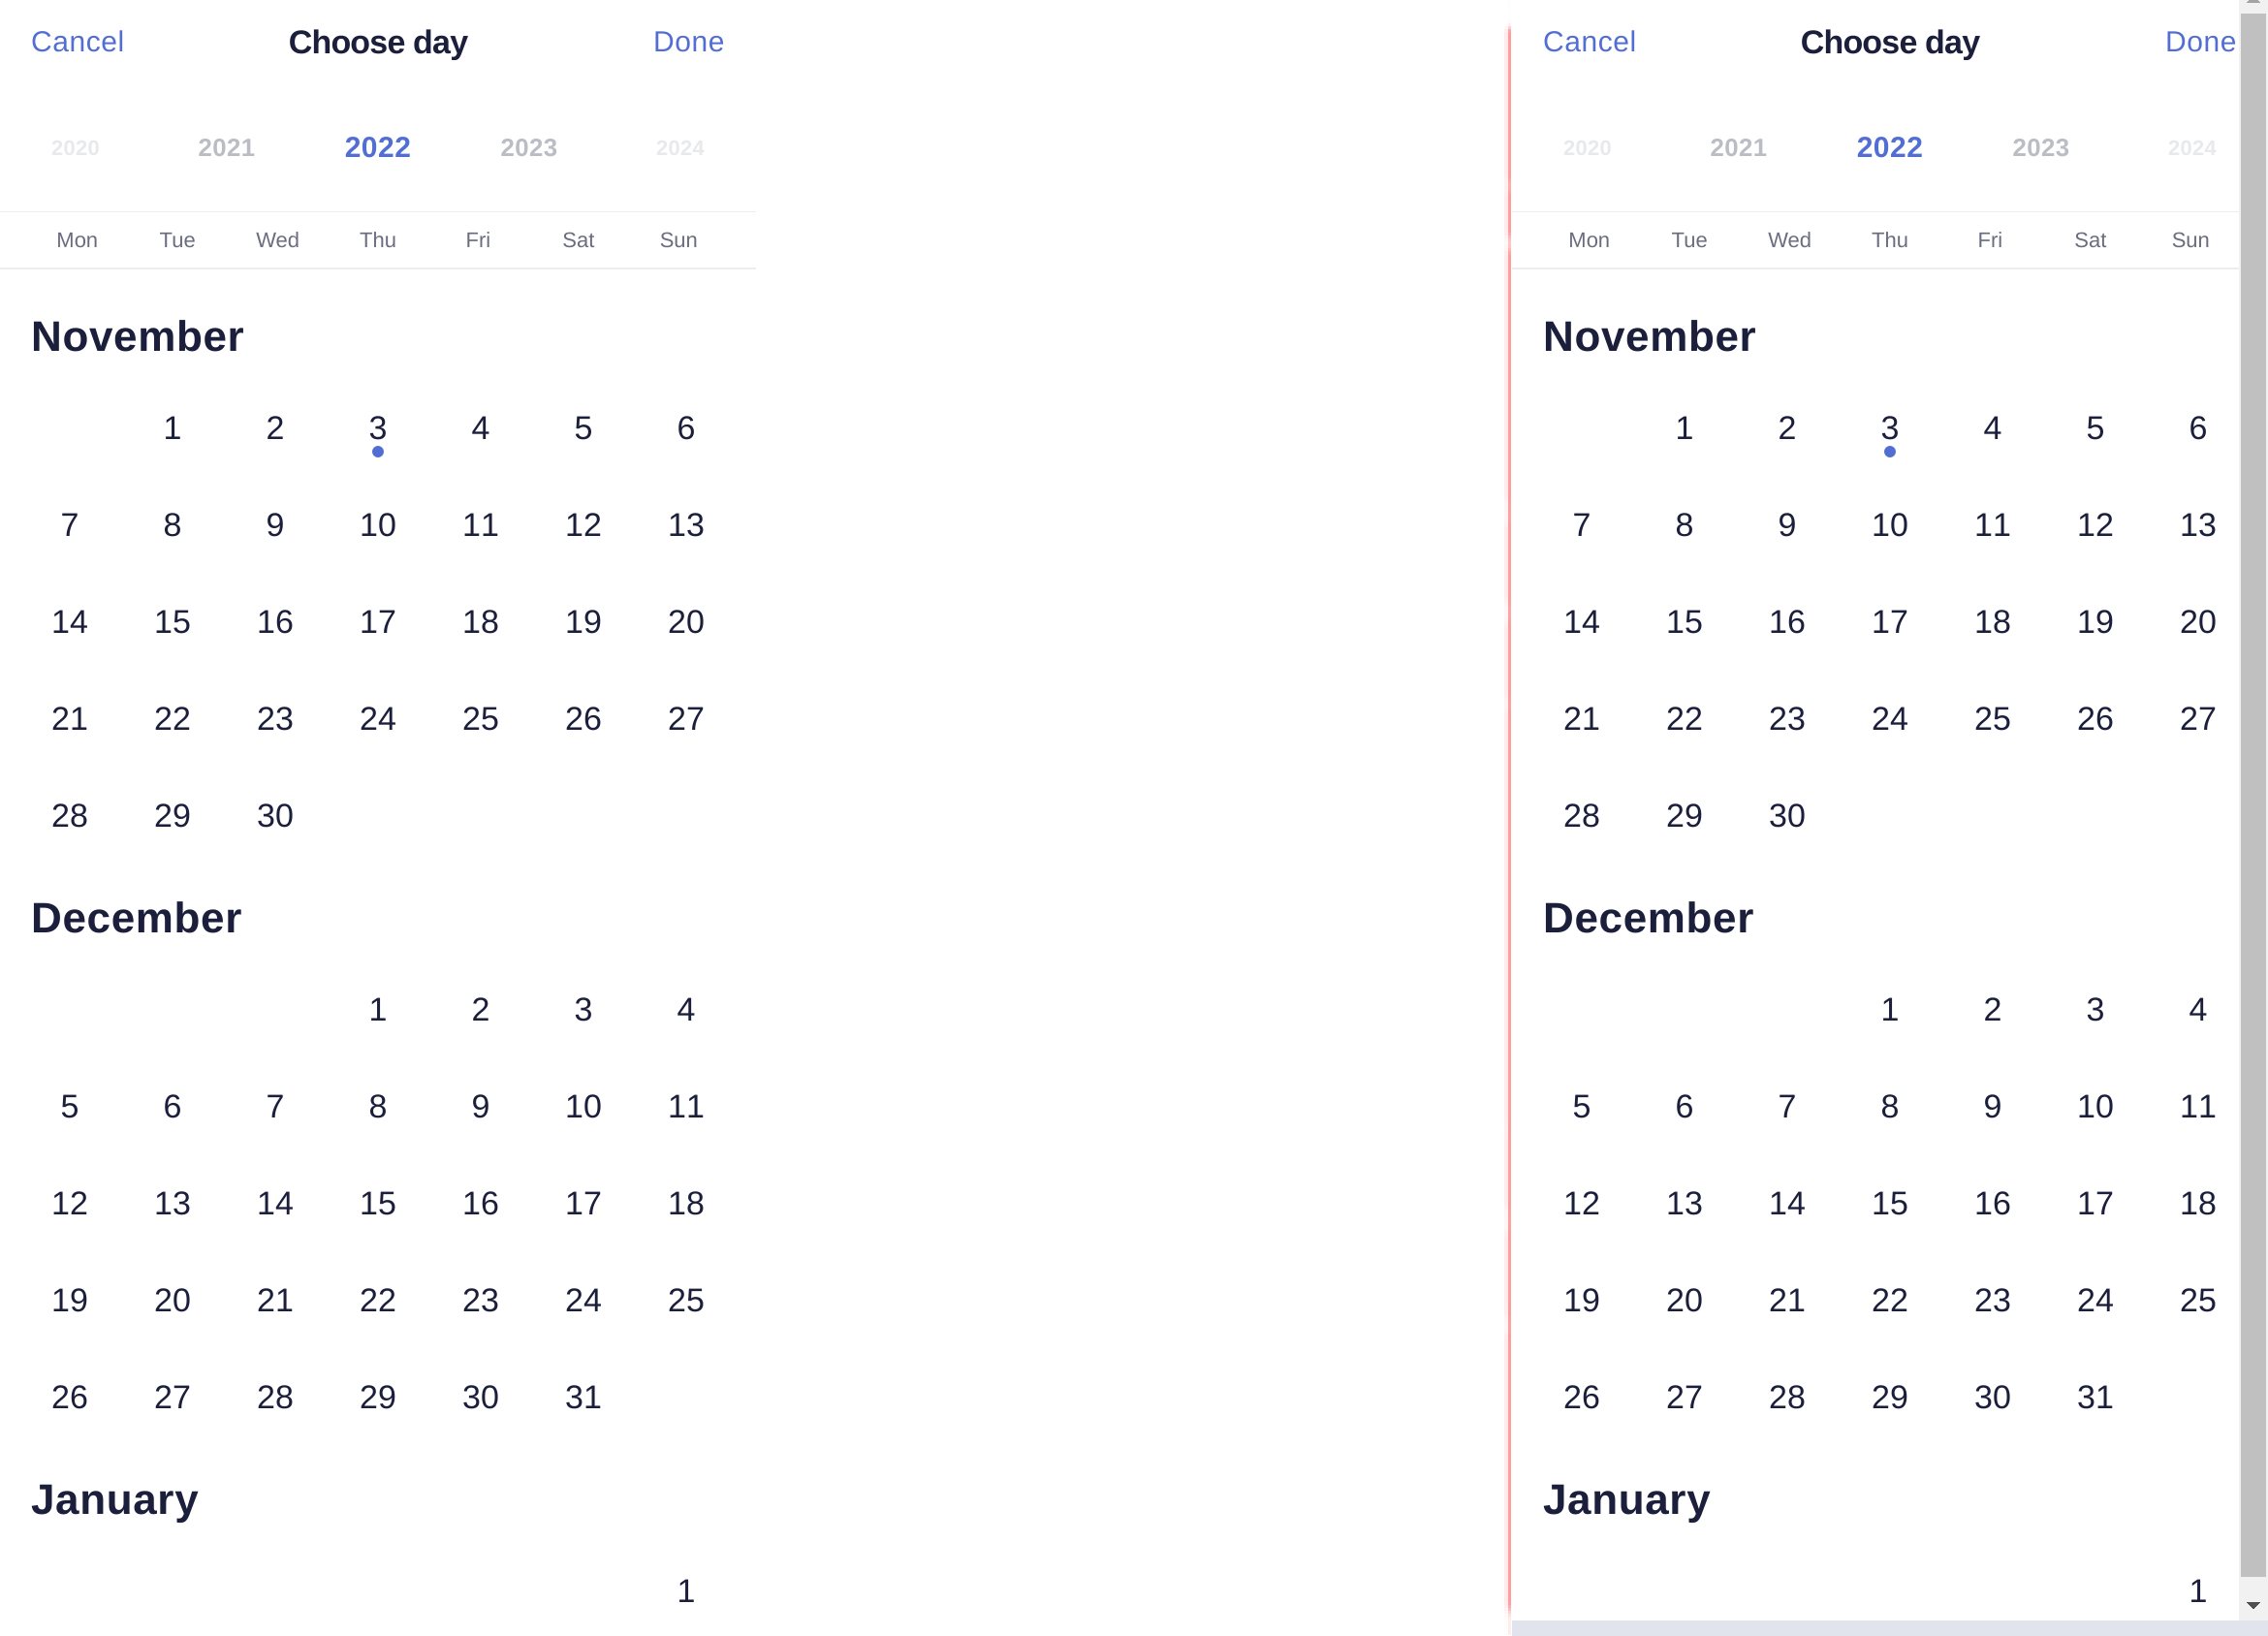 Cancel Choose day Done
2020 2021 2022 2023 2024
Mon Tue Wed Thu Fri Sat Sun
November
1 2 3 4 5 6
7 8 9 10 11 12 13
14 15 16 17 18 19 20
21 22 23 24 25 26 27
28 29 30
December
1 2 3 4
5 6 7 8 9 10 11
12 13 14 15 16 17 18
19 20 21 22 23 24 25
26 27 28 29 30 31
January
1
Cancel Choose day Done
2020 2021 2022 2023 2024
Mon Tue Wed Thu Fri Sat Sun
November
1 2 3 4 5 6
7 8 9 10 11 12 13
14 15 16 17 18 19 20
21 22 23 24 25 26 27
28 29 30
December
1 2 3 4
5 6 7 8 9 10 11
12 13 14 15 16 17 18
19 20 21 22 23 24 25
26 27 28 29 30 31
January
1